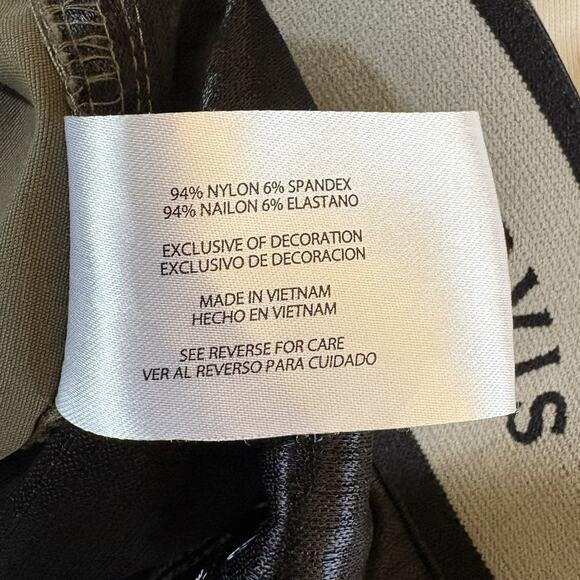 94% NYLON 6% SPANDEX
94% NAILON 6% ELASTANO
EXCLUSIVE OF DECORATION
EXCLUSIVO DE DECORACION
MADE IN VIETNAM
HECHO EN VIETNAM
SEE REVERSE FOR CARE
VER AL REVERSO PARA CUIDADO